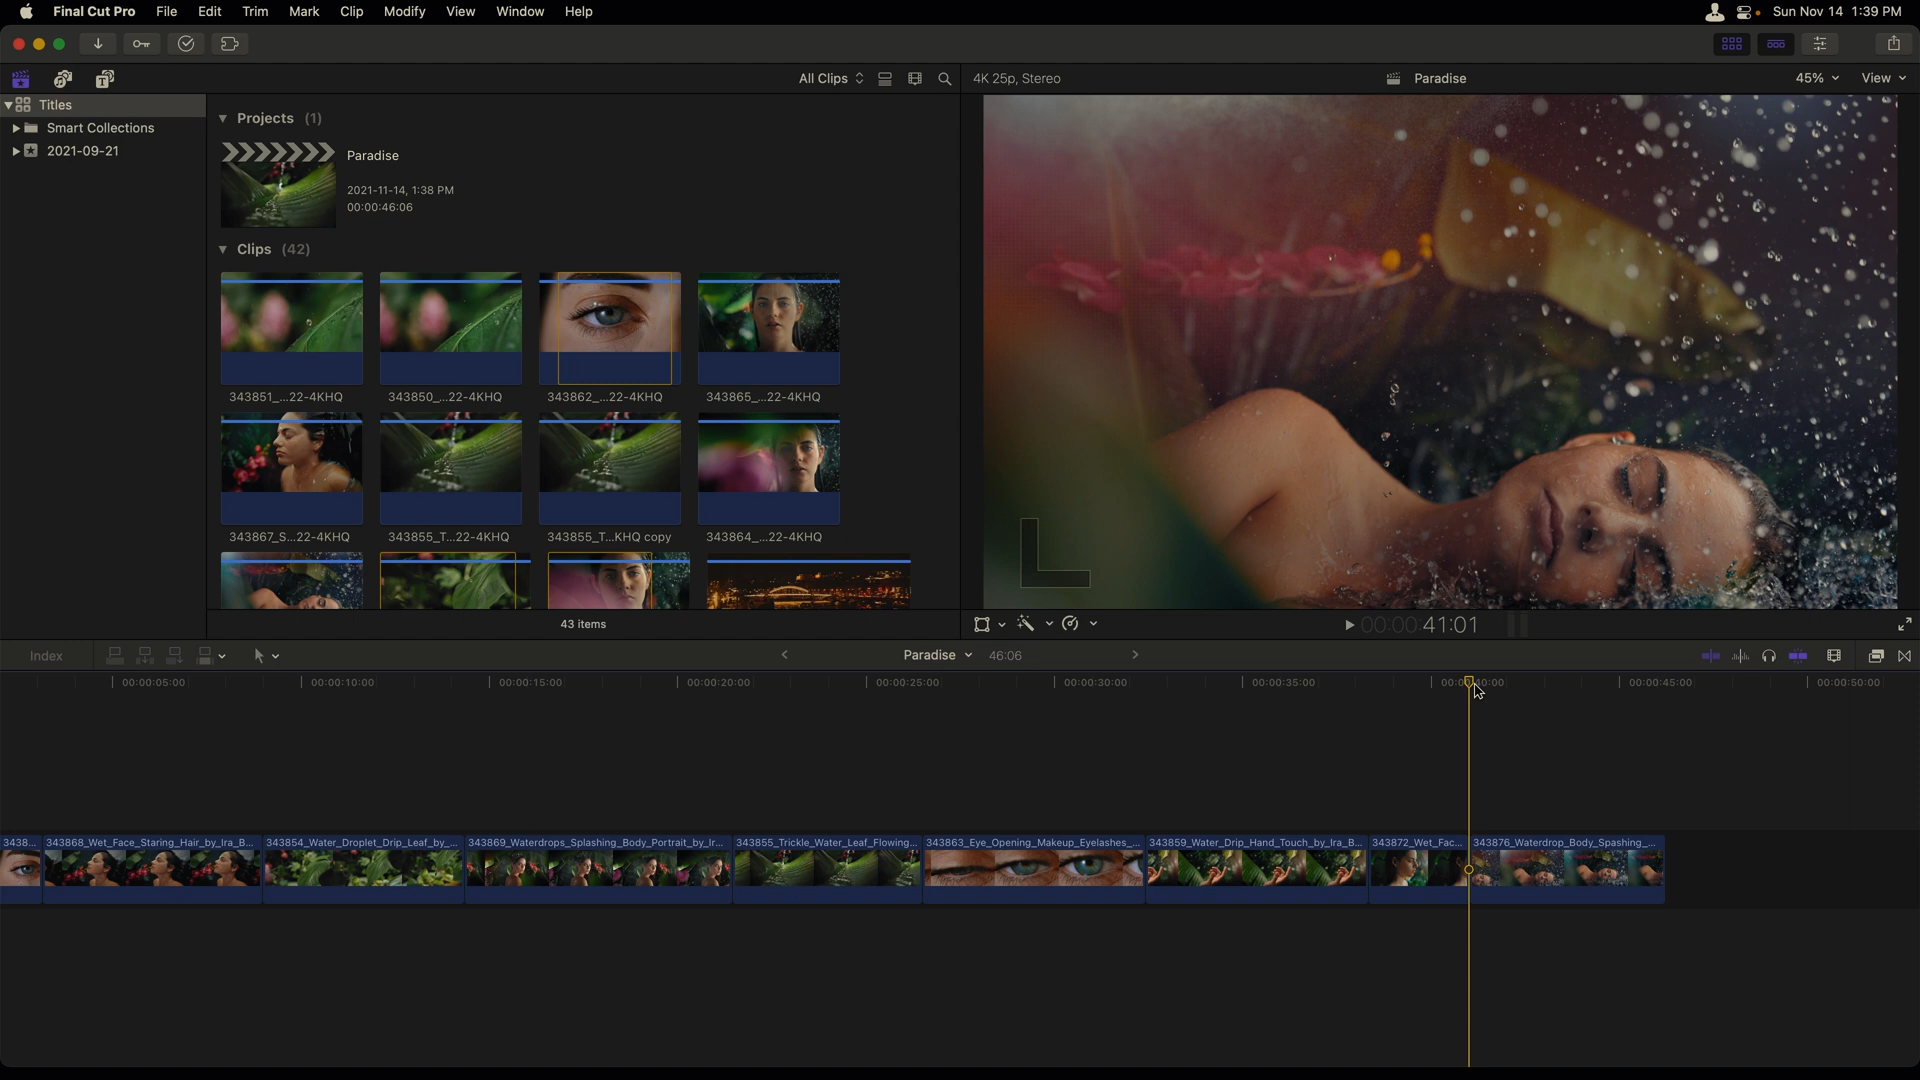 Final Cut Pro File Edit Trim Mark Clip Modify View Window Help
Sun Nov 14 1:39 PM
All Clips
4K 25p, Stereo
Paradise
45%
View
Titles
Smart Collections
2021-09-21
Projects (1)
Paradise
2021-11-14, 1:38 PM
00:00:46:06
Clips (42)
343851_...22-4KHQ
343850_...22-4KHQ
343862_...22-4KHQ
343865_...22-4KHQ
343867_S...22-4KHQ
343855_T...22-4KHQ
343855_T...KHQ copy
343864_...22-4KHQ
43 items
00:00:41:01
Index
Paradise
46:06
00:00:05:00
00:00:10:00
00:00:15:00
00:00:20:00
00:00:25:00
00:00:30:00
00:00:35:00
00:00:45:00
00:00:50:00
3438...
343868_Wet_Face_Staring_Hair_by_Ira_B...
343854_Water_Droplet_Drip_Leaf_by_...
343869_Waterdrops_Splashing_Body_Portrait_by_Ir...
343855_Trickle_Water_Leaf_Flowing...
343863_Eye_Opening_Makeup_Eyelashes_...
343859_Water_Drip_Hand_Touch_by_Ira_B...
343872_Wet_Fac...
343876_Waterdrop_Body_Spashing_...